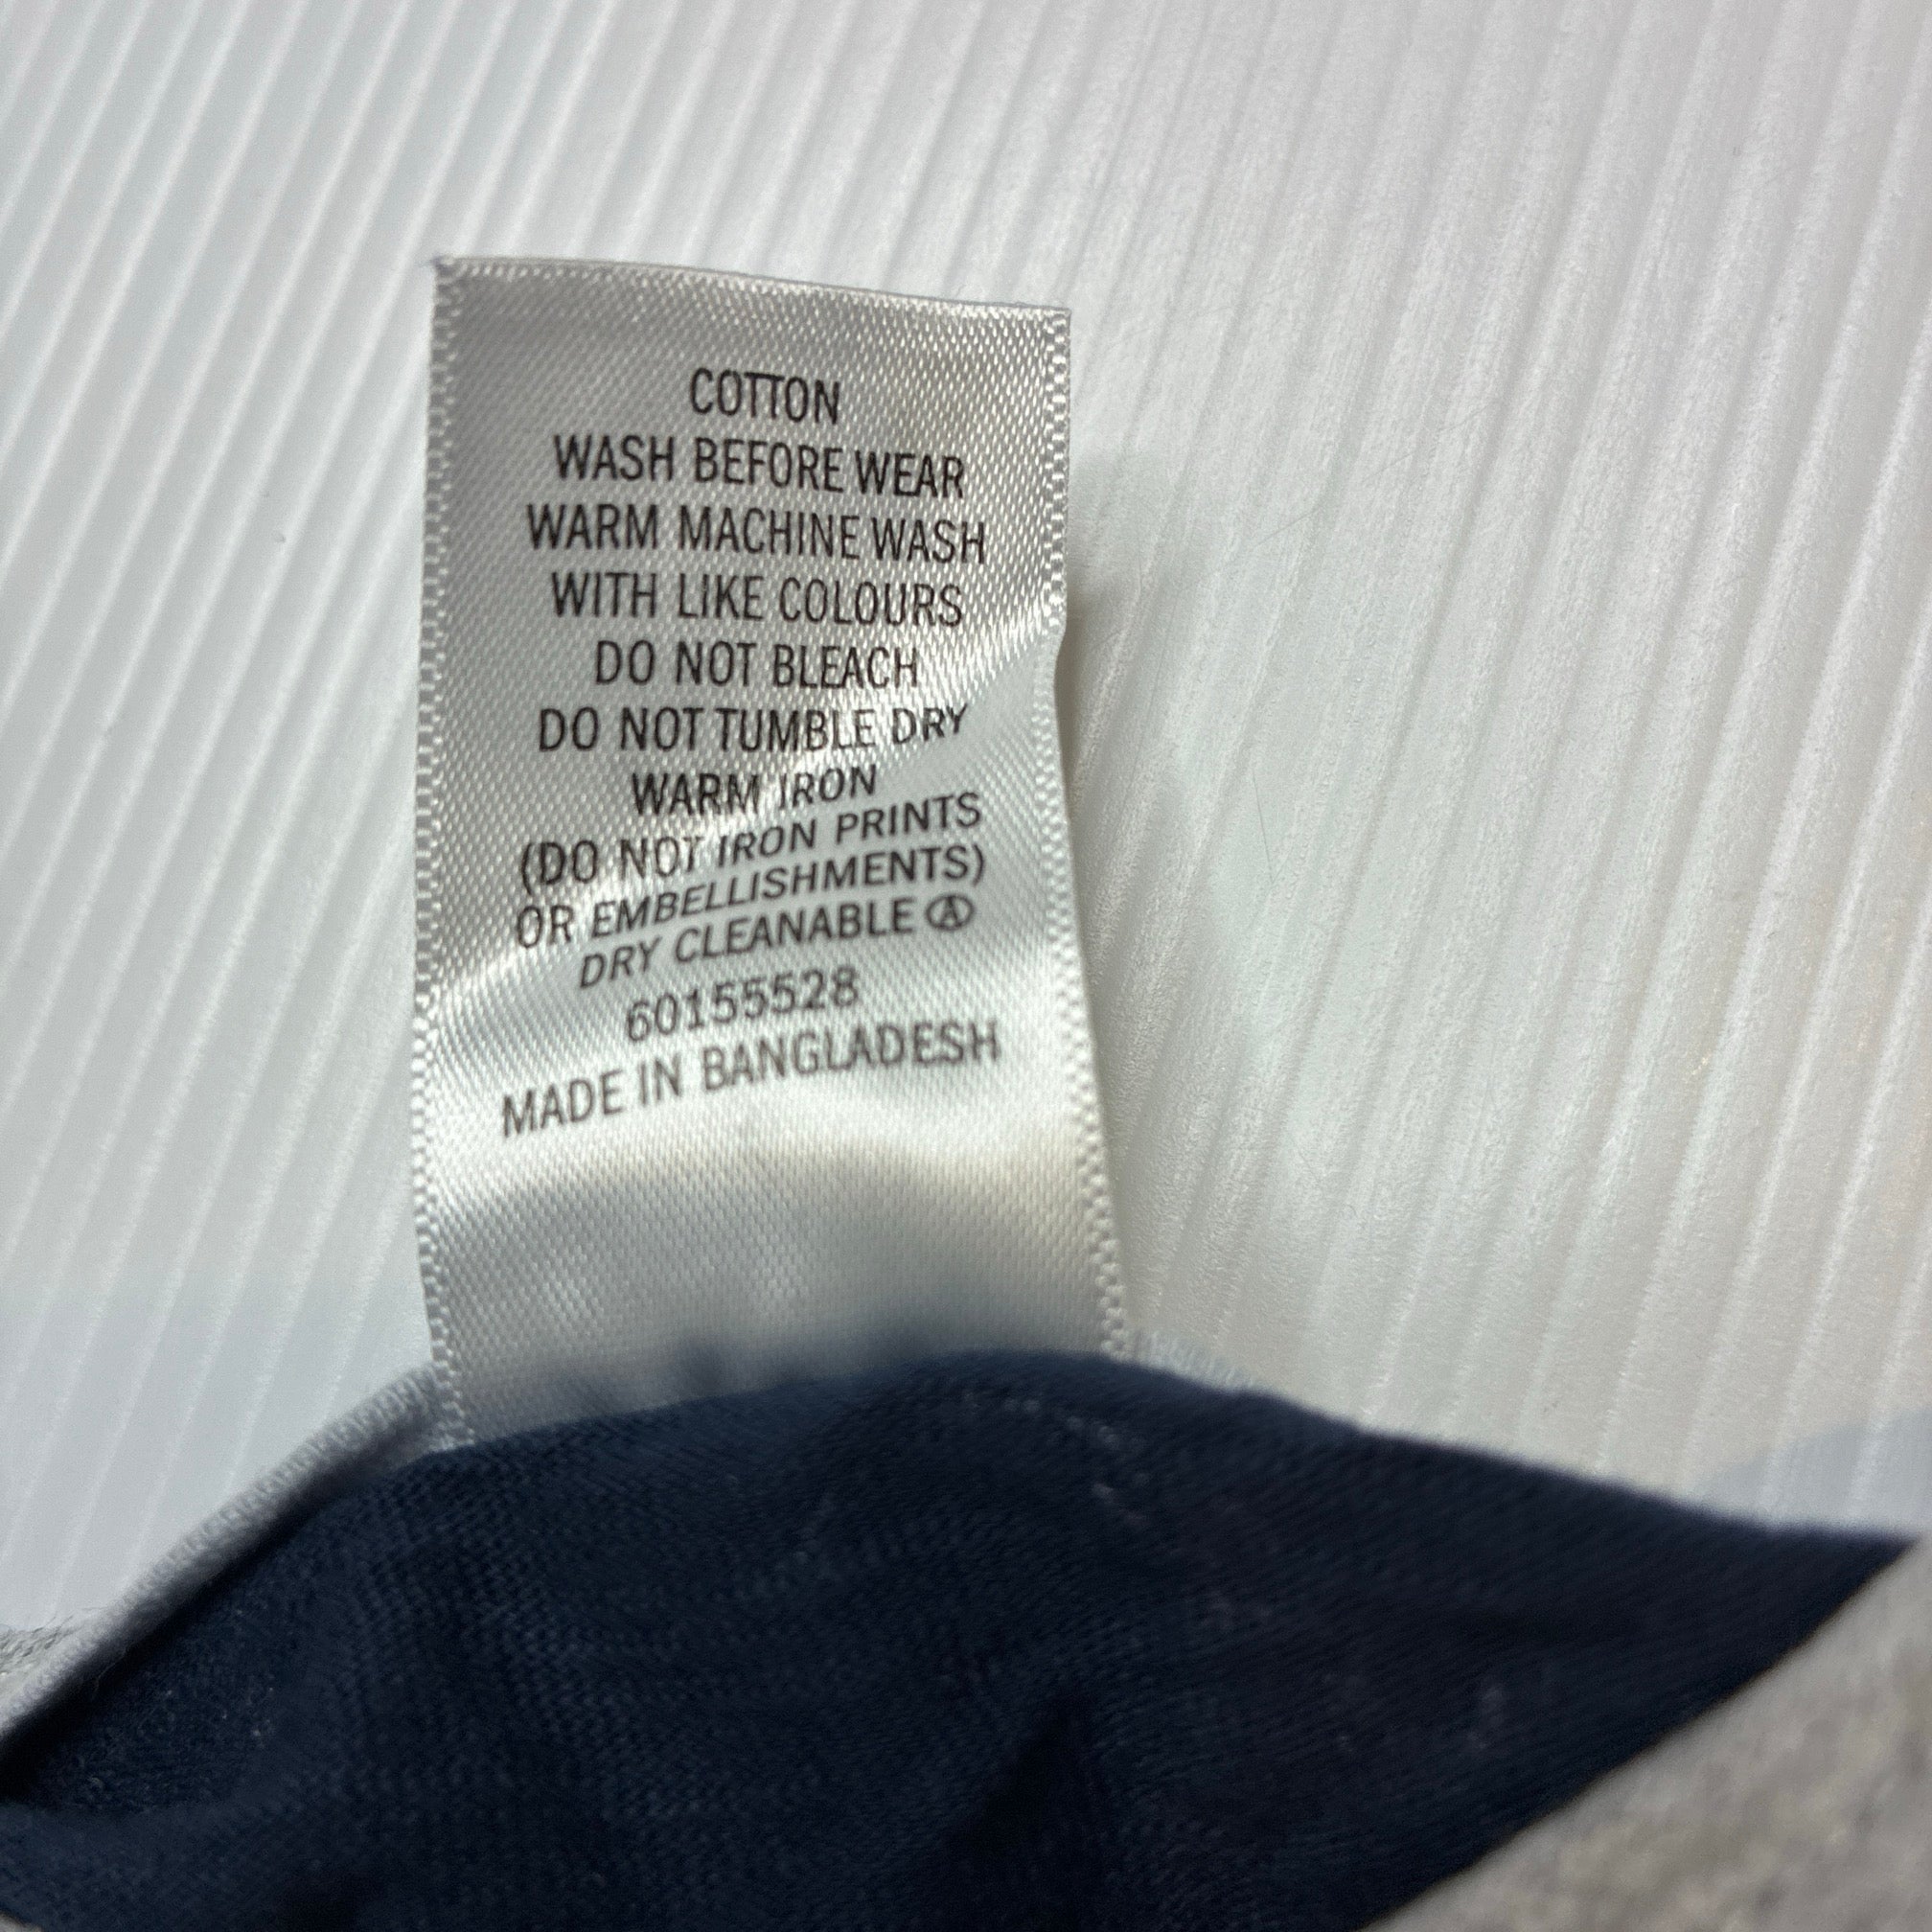 COTTON
WASH BEFORE WEAR
WARM MACHINE WASH
WITH LIKE COLOURS
DO NOT BLEACH
DO NOT TUMBLE DRY
WARM IRON
(DO NOT IRON PRINTS
OR EMBELLISHMENTS)
DRY CLEANABLE Ⓐ
60155528
MADE IN BANGLADESH